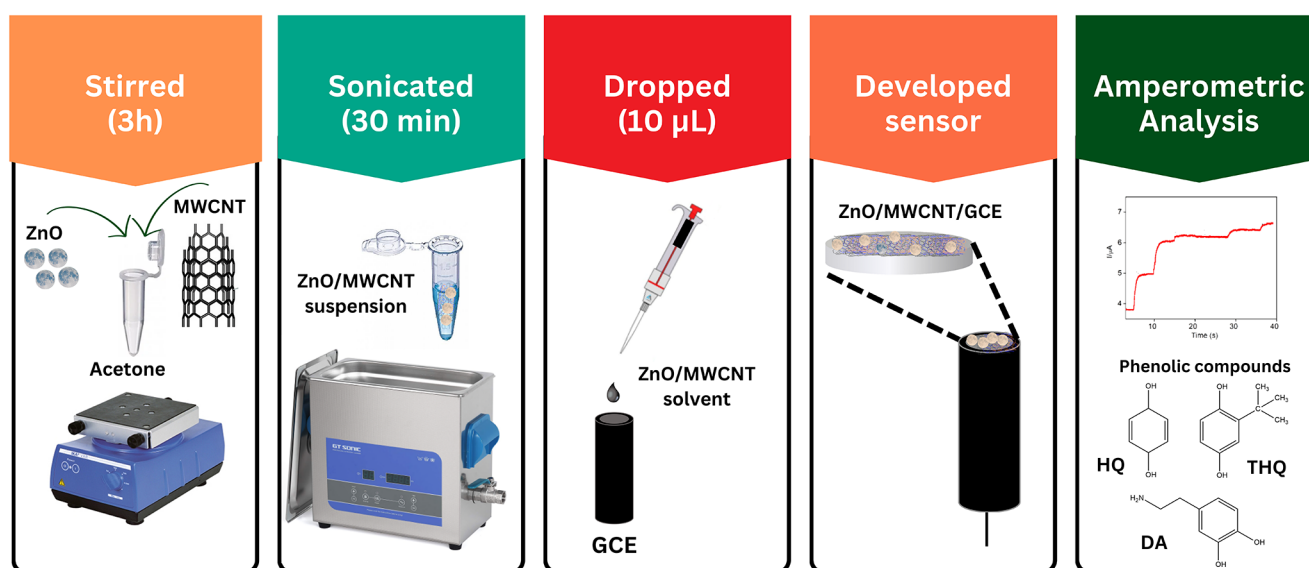 Stirred
(3h)
Sonicated
(30 min)
Dropped
(10 µL)
Developed
sensor
Amperometric
Analysis
ZnO
MWCNT
Acetone
ZnO/MWCNT
suspension
GT SONIC
ZnO/MWCNT
solvent
GCE
ZnO/MWCNT/GCE
I/µA
7
6
5
4
10
20
30
40
Time (s)
Phenolic compounds
OH
OH
HQ
OH
CH3
C
CH3
CH3
OH
THQ
H2N
DA
OH
OH